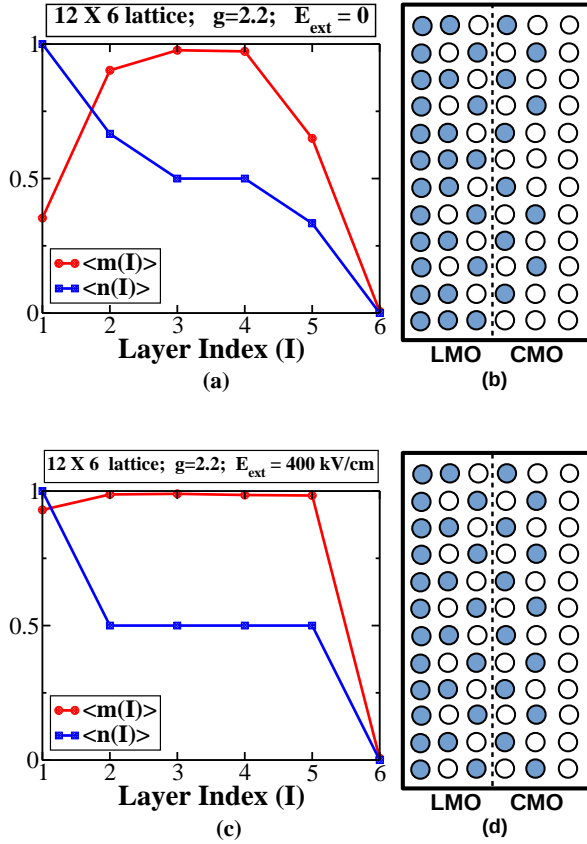 12 X 6 lattice; g=2.2; E_ext = 0
1
0.5
0
<m(I)>
<n(I)>
1 2 3 4 5 6
Layer Index (I)
(a)
LMO CMO
(b)
12 X 6 lattice; g=2.2; E_ext = 400 kV/cm
1
0.5
0
<m(I)>
<n(I)>
1 2 3 4 5 6
Layer Index (I)
(c)
LMO CMO
(d)